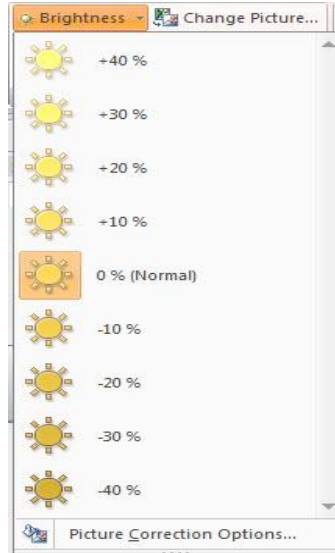 Brightness Change Picture...
+40 %
+30 %
+20 %
+10 %
0 % (Normal)
-10 %
-20 %
-30 %
-40 %
Picture Correction Options...